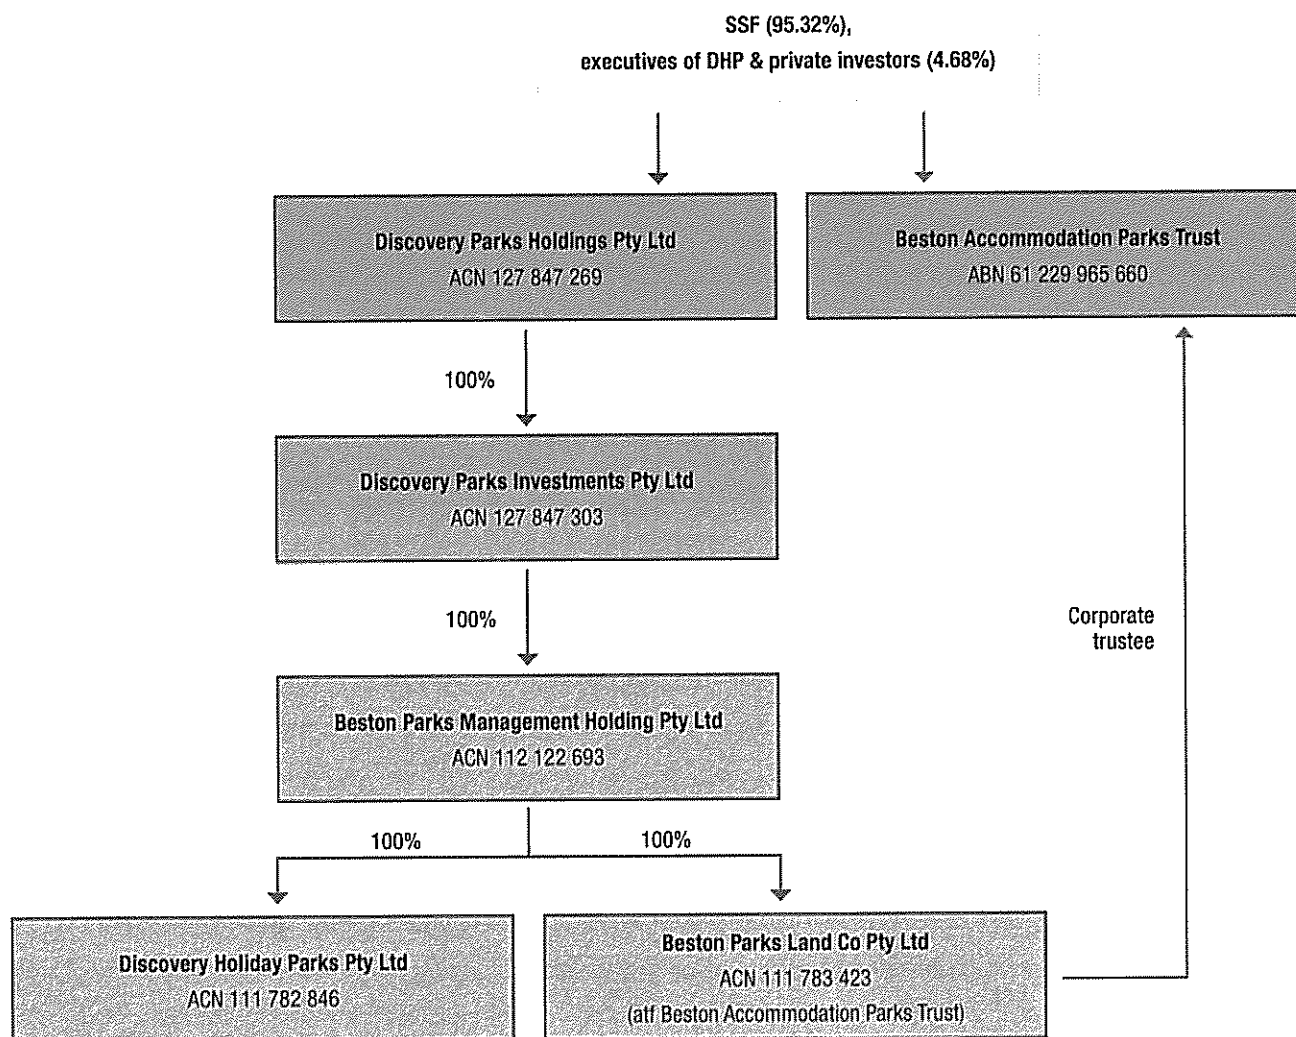 SSF (95.32%),
executives of DHP & private investors (4.68%)
Discovery Parks Holdings Pty Ltd
ACN 127 847 269
Beston Accommodation Parks Trust
ABN 61 229 965 660
100%
Discovery Parks Investments Pty Ltd
ACN 127 847 303
100%
Corporate
trustee
Beston Parks Management Holding Pty Ltd
ACN 112 122 693
100%
100%
Discovery Holiday Parks Pty Ltd
ACN 111 782 846
Beston Parks Land Co Pty Ltd
ACN 111 783 423
(atf Beston Accommodation Parks Trust)